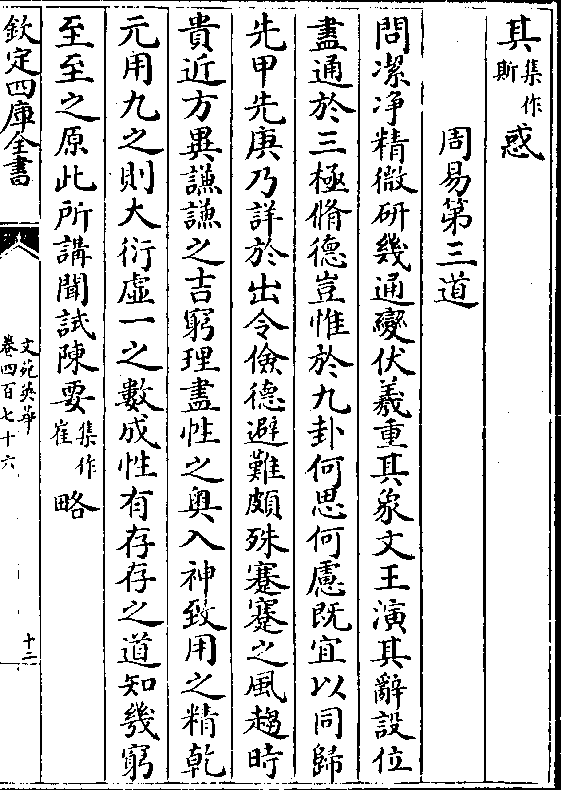 其集作斯惑
周易第三道
問潔净精微研幾通變伏羲重其象文王演其辭設位
盡通於三極脩德豈惟於九卦何思何慮既宜以同歸
先甲先庚乃詳於出令儉德避難頗殊蹇蹇之風趨時
貴近方異謙謙之吉窮理盡性之奥入神致用之精乾
元用九之則大衍虛一之數成性有存存之道知幾窮
至至之原此所講聞試陳要集作崔略
欽定四庫全書
文苑英華
卷四百七十六
十二